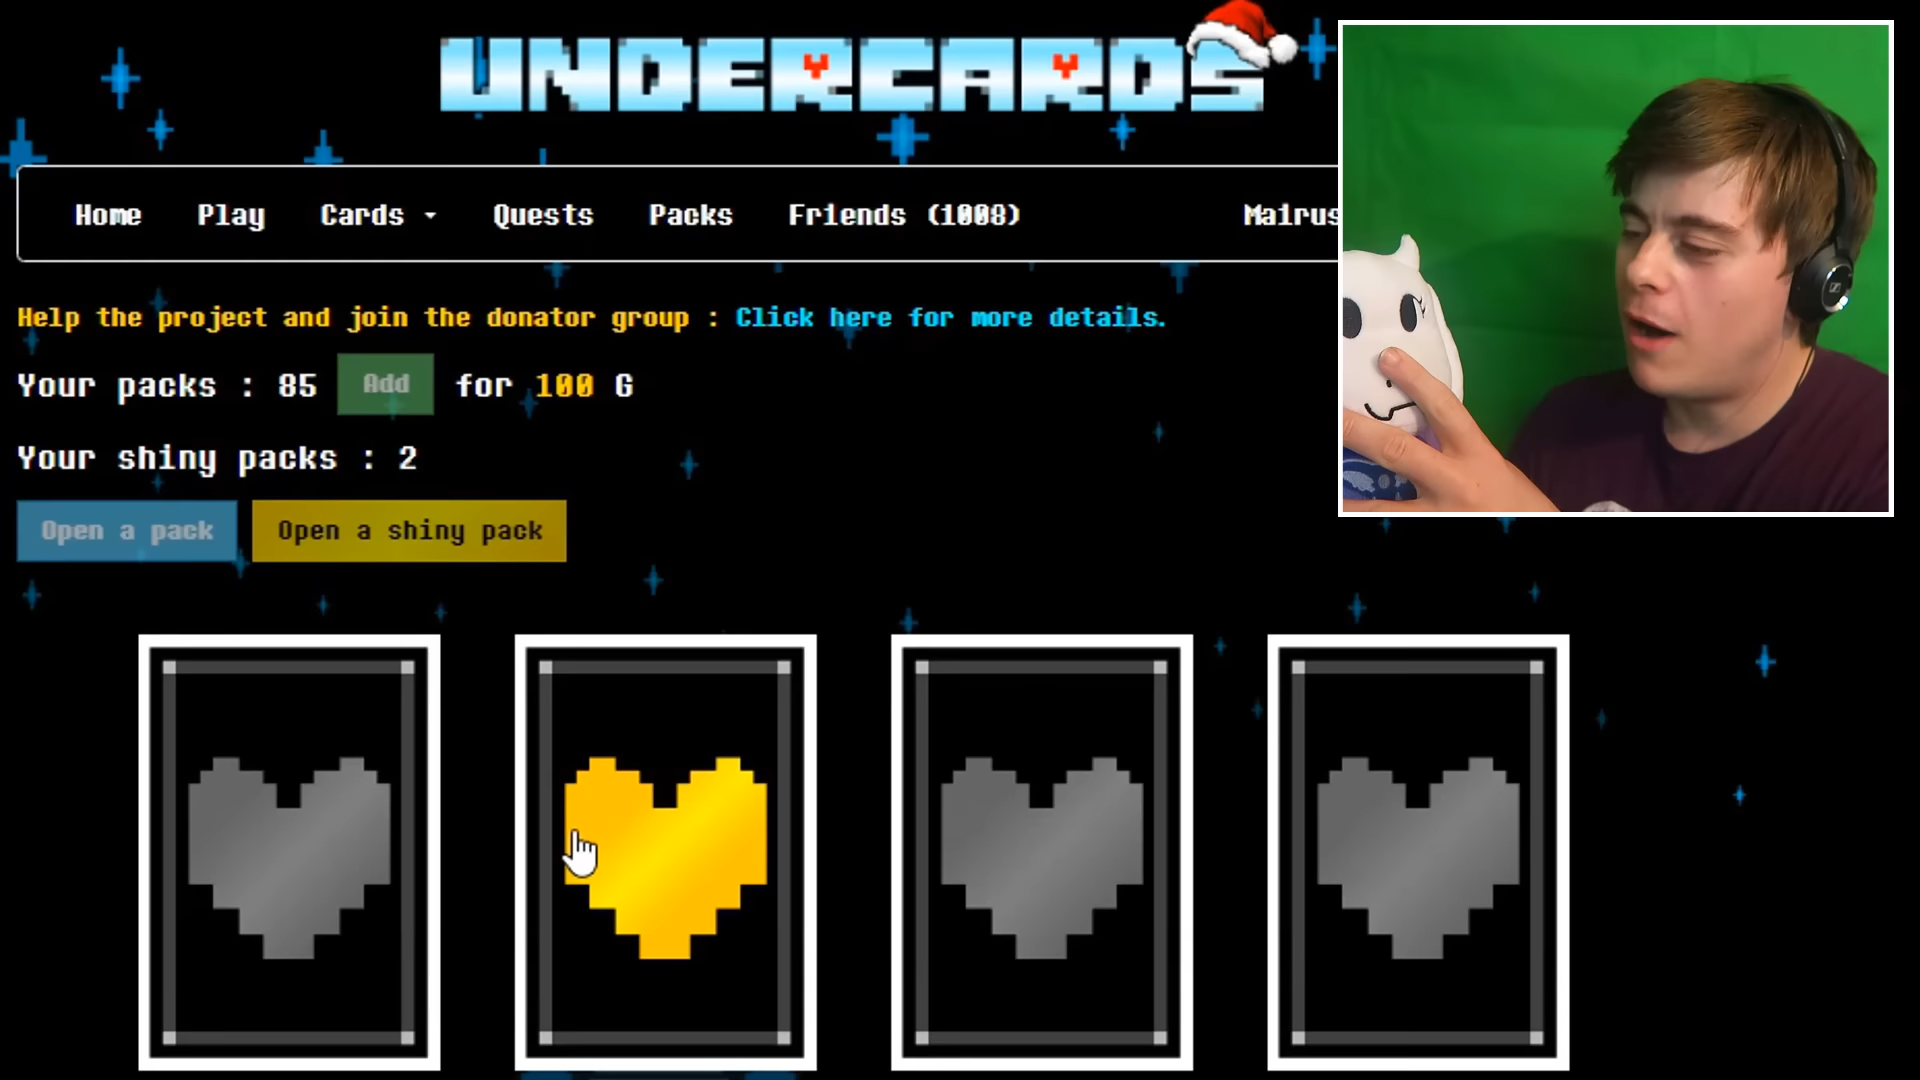 UNDERCARDS
Home Play Cards Quests Packs Friends (1008) Mairus
Help the project and join the donator group : Click here for more details.
Your packs : 85 Add for 100 G
Your shiny packs : 2
Open a pack Open a shiny pack